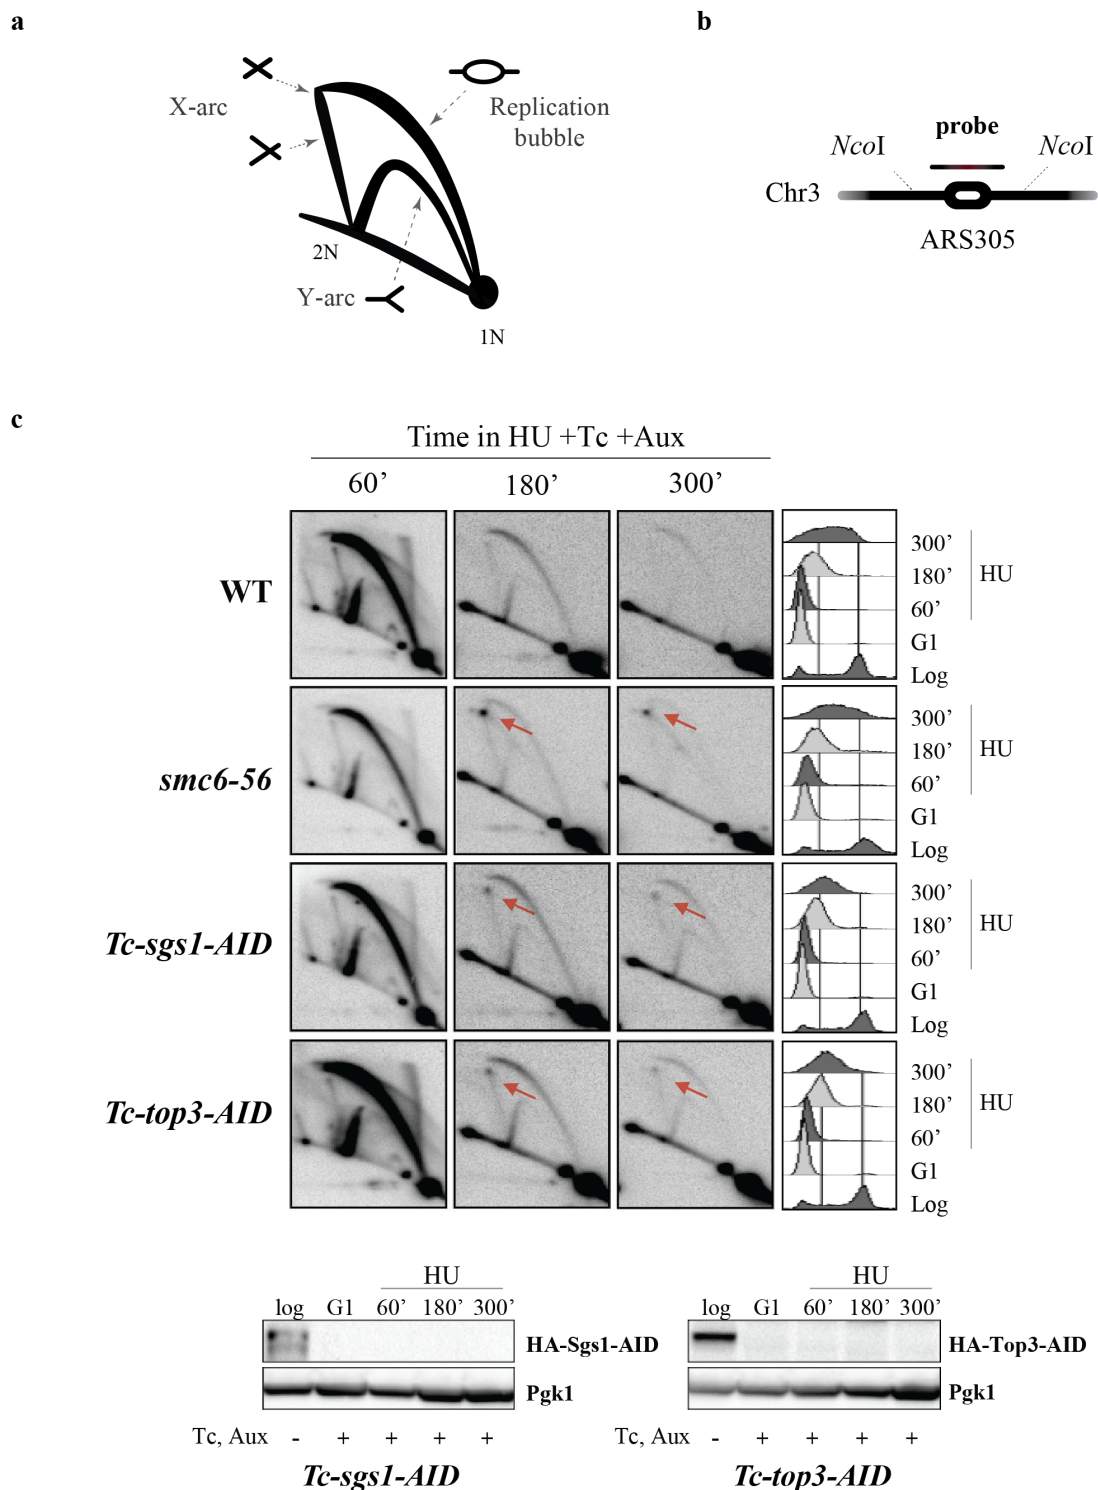 a
b
X-arc
Replication
bubble
2N
Y-arc
1N
probe
NcoI
NcoI
Chr3
ARS305
c
Time in HU +Tc +Aux
60’
180’
300’
WT
300’
180’
HU
60’
G1
Log
smc6-56
300’
180’
HU
60’
G1
Log
Tc-sgs1-AID
300’
180’
HU
60’
G1
Log
Tc-top3-AID
300’
180’
HU
60’
G1
Log
HU
log G1 60’ 180’ 300’
HA-Sgs1-AID
Pgk1
Tc, Aux - + + + +
Tc-sgs1-AID
HU
log G1 60’ 180’ 300’
HA-Top3-AID
Pgk1
Tc, Aux - + + + +
Tc-top3-AID